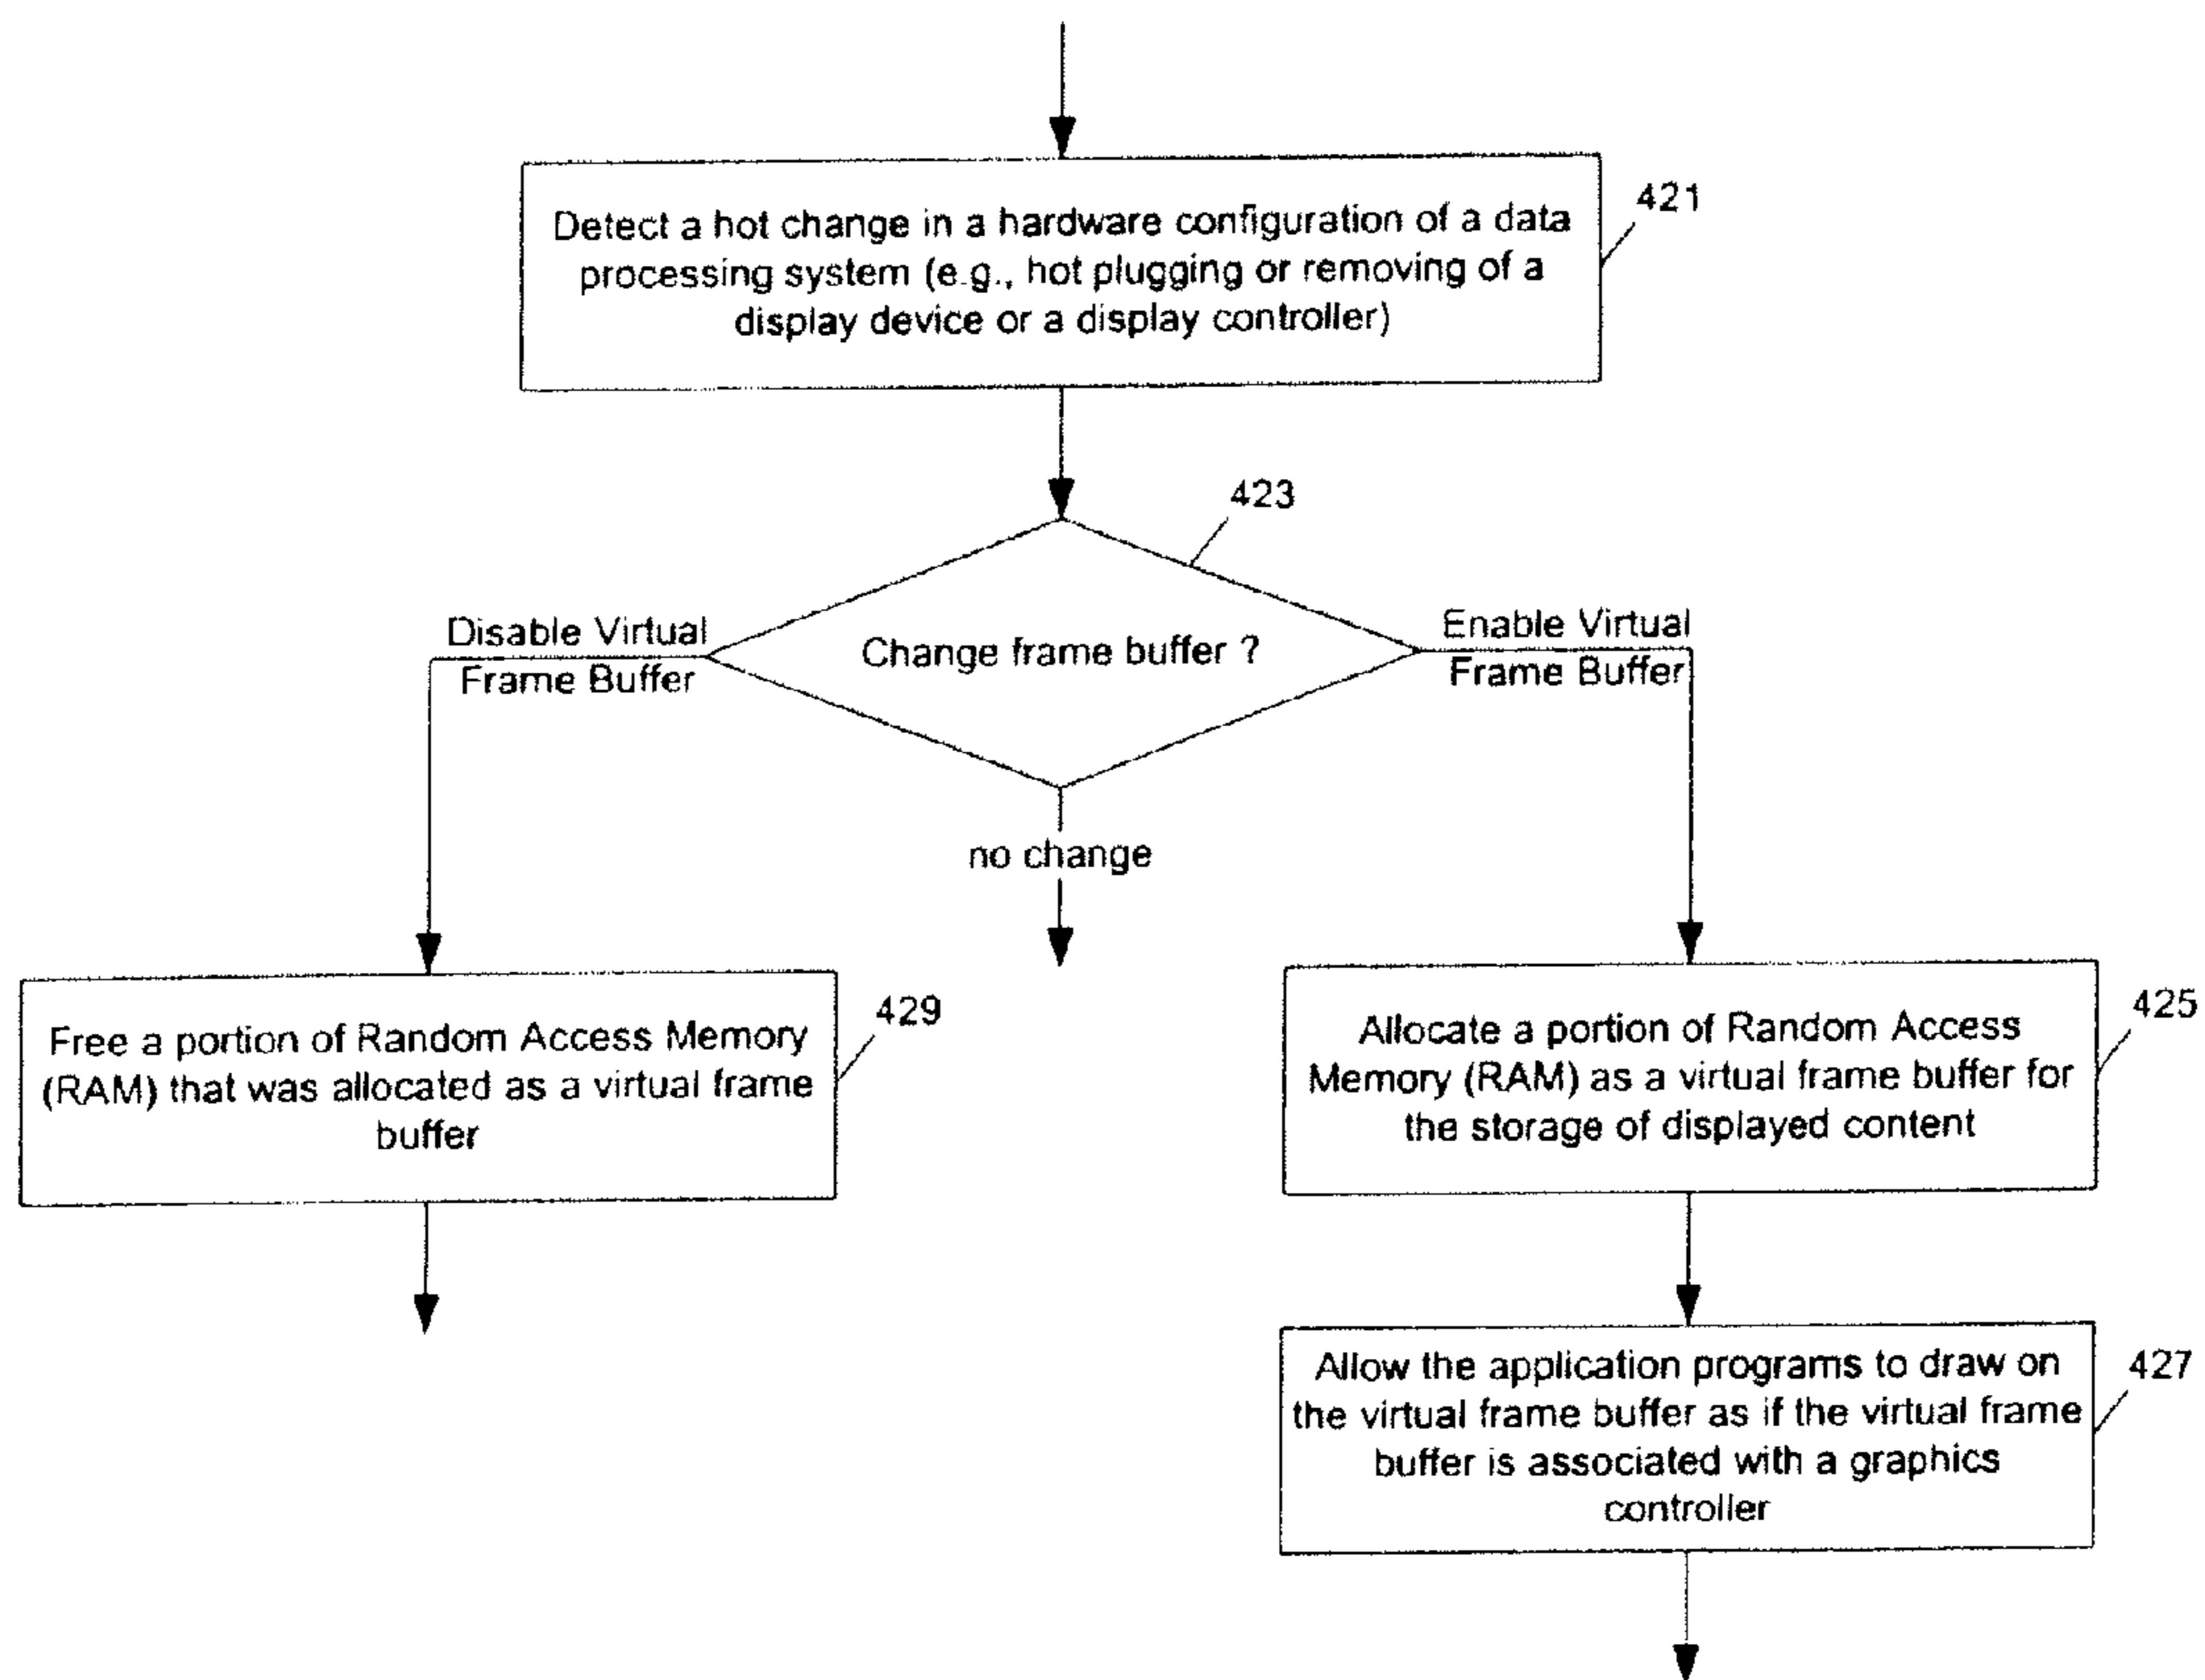 Detect a hot change in a hardware configuration of a data
processing system (e.g., hot plugging or removing of a
display device or a display controller)
421
423
Change frame buffer ?
Disable Virtual
Frame Buffer
Enable Virtual
Frame Buffer
no change
Free a portion of Random Access Memory
(RAM) that was allocated as a virtual frame
buffer
429
Allocate a portion of Random Access
Memory (RAM) as a virtual frame buffer for
the storage of displayed content
425
Allow the application programs to draw on
the virtual frame buffer as if the virtual frame
buffer is associated with a graphics
controller
427